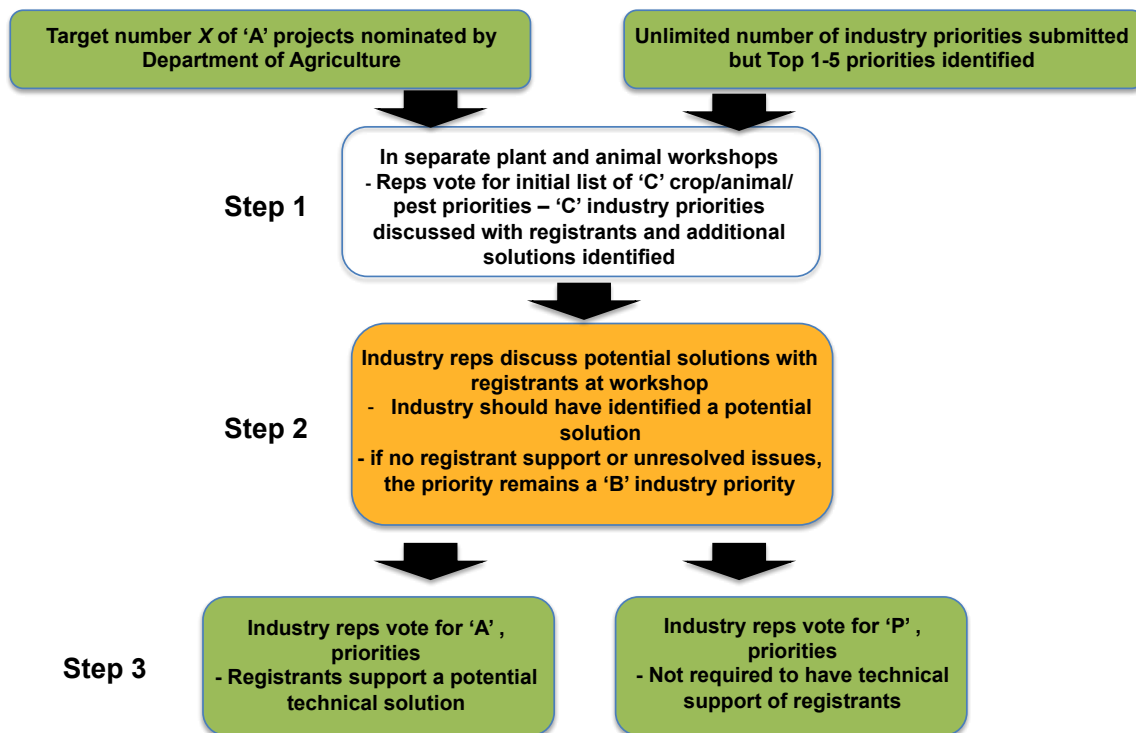 Target number X of ‘A’ projects nominated by
Department of Agriculture
Unlimited number of industry priorities submitted
but Top 1-5 priorities identified
Step 1
In separate plant and animal workshops
- Reps vote for initial list of ‘C’ crop/animal/
pest priorities – ‘C’ industry priorities
discussed with registrants and additional
solutions identified
Step 2
Industry reps discuss potential solutions with
registrants at workshop
- Industry should have identified a potential
solution
- if no registrant support or unresolved issues,
the priority remains a ‘B’ industry priority
Step 3
Industry reps vote for ‘A’ ,
priorities
- Registrants support a potential
technical solution
Industry reps vote for ‘P’ ,
priorities
- Not required to have technical
support of registrants